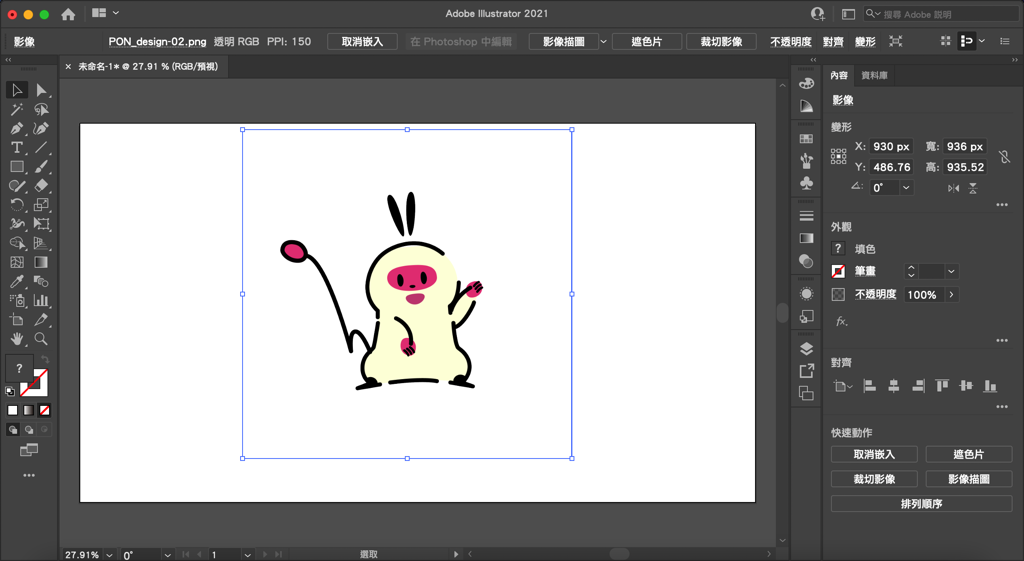 Adobe Illustrator 2021
搜尋 Adobe 說明
影像
PON_design-02.png 透明 RGB PPI: 150
取消嵌入
在 Photoshop 中編輯
影像描圖
遮色片
裁切影像
不透明度
對齊
變形
× 未命名-1* @ 27.91 % (RGB/預視)
內容
資料庫
影像
變形
X: 930 px 寬: 936 px
Y: 486.76 高: 935.52
0°
外觀
? 填色
筆畫
不透明度 100%
fx.
對齊
快速動作
取消嵌入 遮色片
裁切影像 影像描圖
排列順序
?
27.91% 0° 1 選取